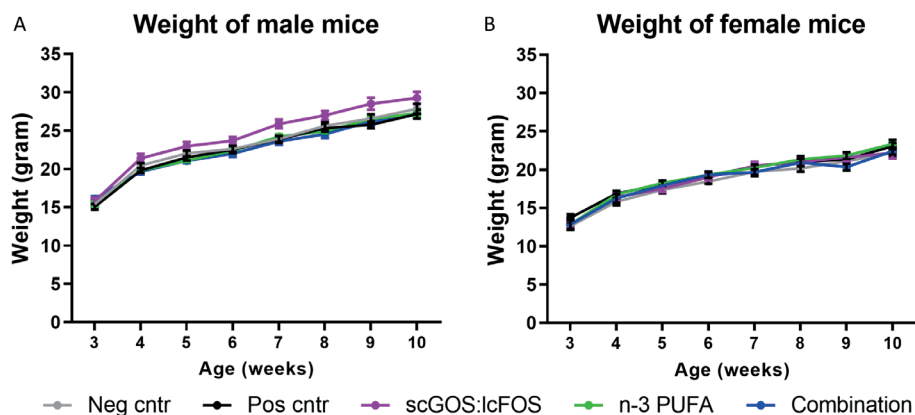 A
Weight of male mice
35
30
25
20
15
10
5
0
Weight (gram)
3 4 5 6 7 8 9 10
Age (weeks)
B
Weight of female mice
35
30
25
20
15
10
5
0
Weight (gram)
3 4 5 6 7 8 9 10
Age (weeks)
Neg cntr Pos cntr scGOS:lcFOS n-3 PUFA Combination